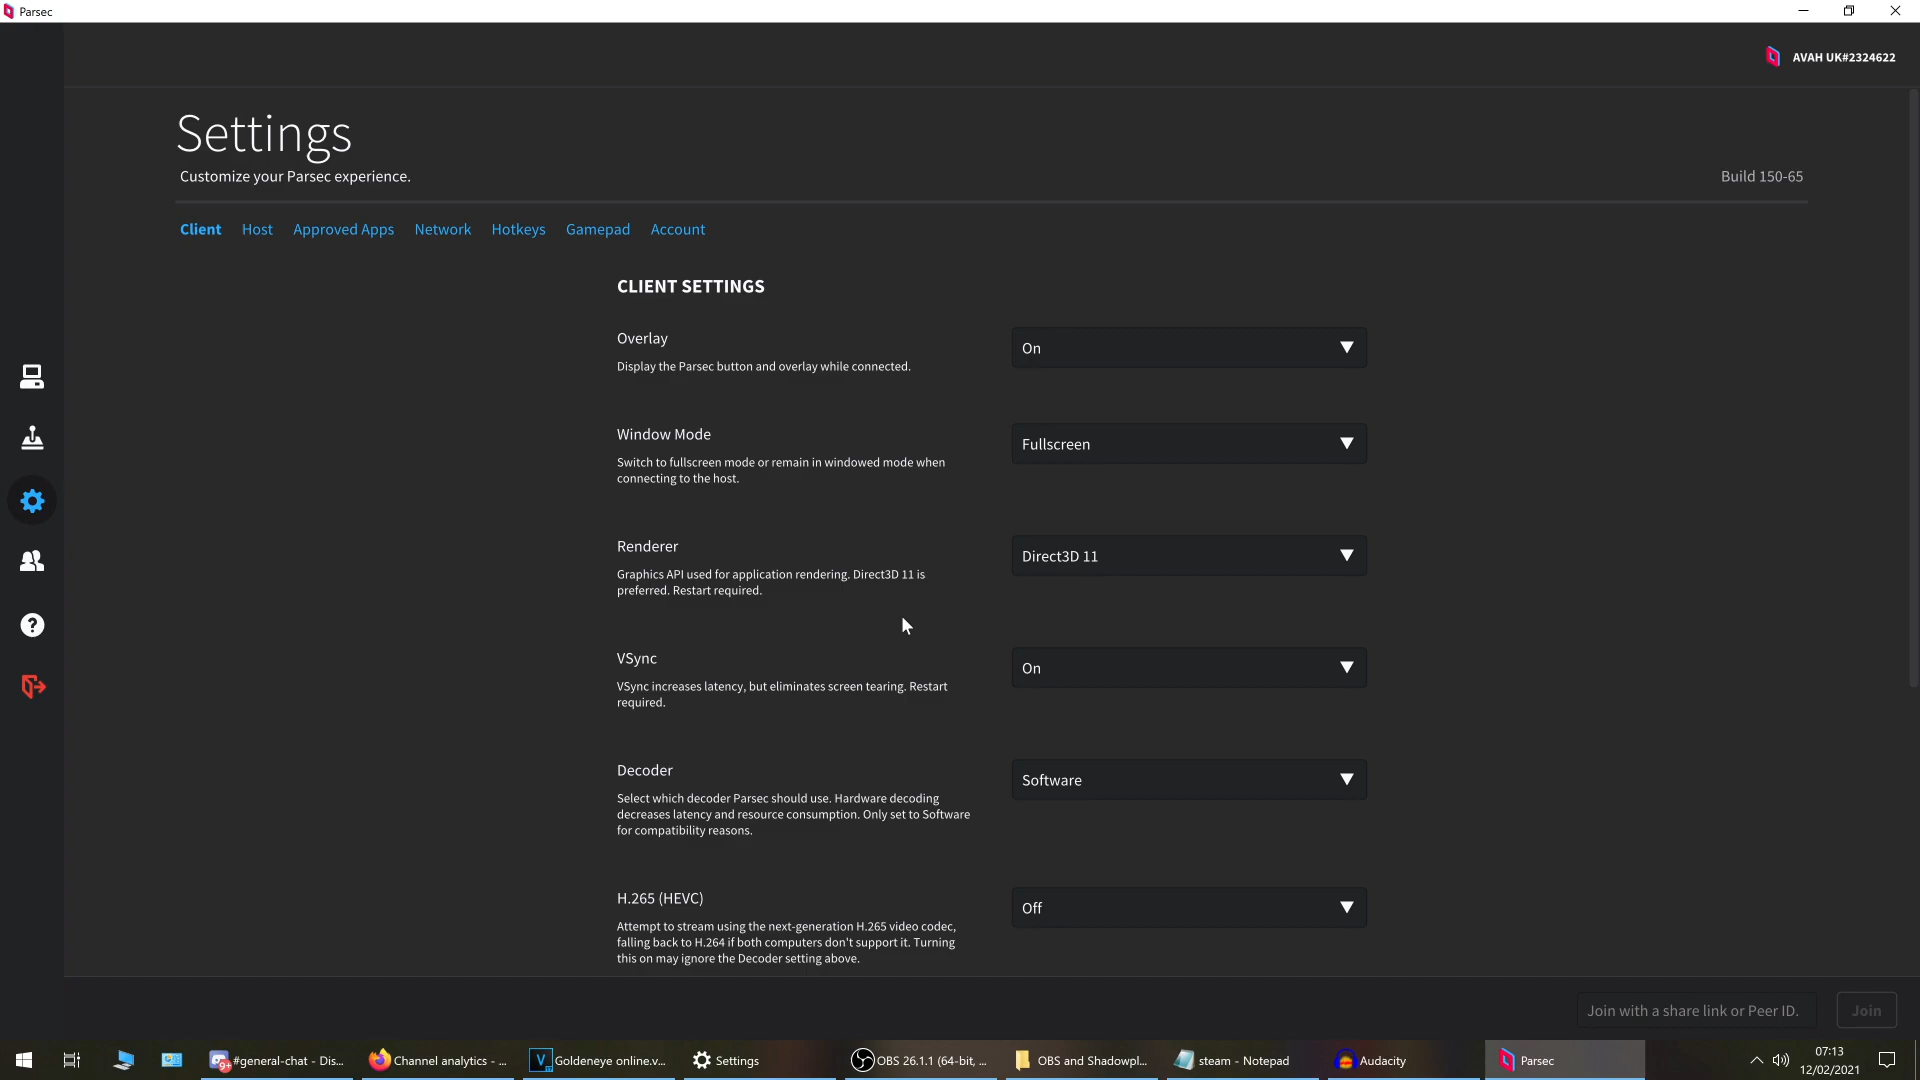 Parsec
AVAH UK#2324622
Settings
Customize your Parsec experience.
Build 150-65
Client Host Approved Apps Network Hotkeys Gamepad Account
CLIENT SETTINGS
Overlay
On
Display the Parsec button and overlay while connected.
Window Mode
Fullscreen
Switch to fullscreen mode or remain in windowed mode when
connecting to the host.
Renderer
Direct3D 11
Graphics API used for application rendering. Direct3D 11 is
preferred. Restart required.
VSync
On
VSync increases latency, but eliminates screen tearing. Restart
required.
Decoder
Software
Select which decoder Parsec should use. Hardware decoding
decreases latency and resource consumption. Only set to Software
for compatibility reasons.
H.265 (HEVC)
Off
Attempt to stream using the next-generation H.265 video codec,
falling back to H.264 if both computers don't support it. Turning
this on may ignore the Decoder setting above.
Join with a share link or Peer ID. Join
9+ #general-chat - Dis... Channel analytics - ... Goldeneye online.v... Settings OBS 26.1.1 (64-bit, ... OBS and Shadowpl... steam - Notepad Audacity Parsec
07:13
12/02/2021